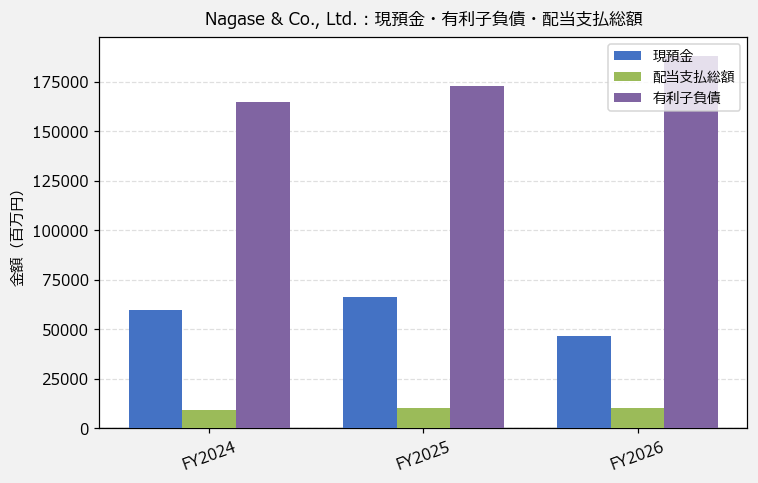 Nagase & Co., Ltd. : 現預金・有利子負債・配当支払総額
現預金
配当支払総額
有利子負債
金額（百万円）
175000
150000
125000
100000
75000
50000
25000
0
FY2024
FY2025
FY2026